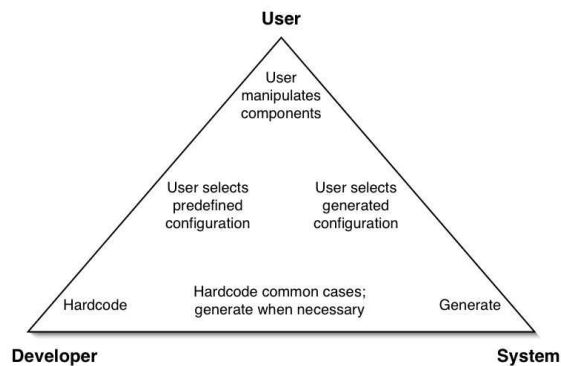 User
User
manipulates
components
User selects
predefined
configuration
User selects
generated
configuration
Hardcode
Hardcode common cases;
generate when necessary
Generate
Developer
System